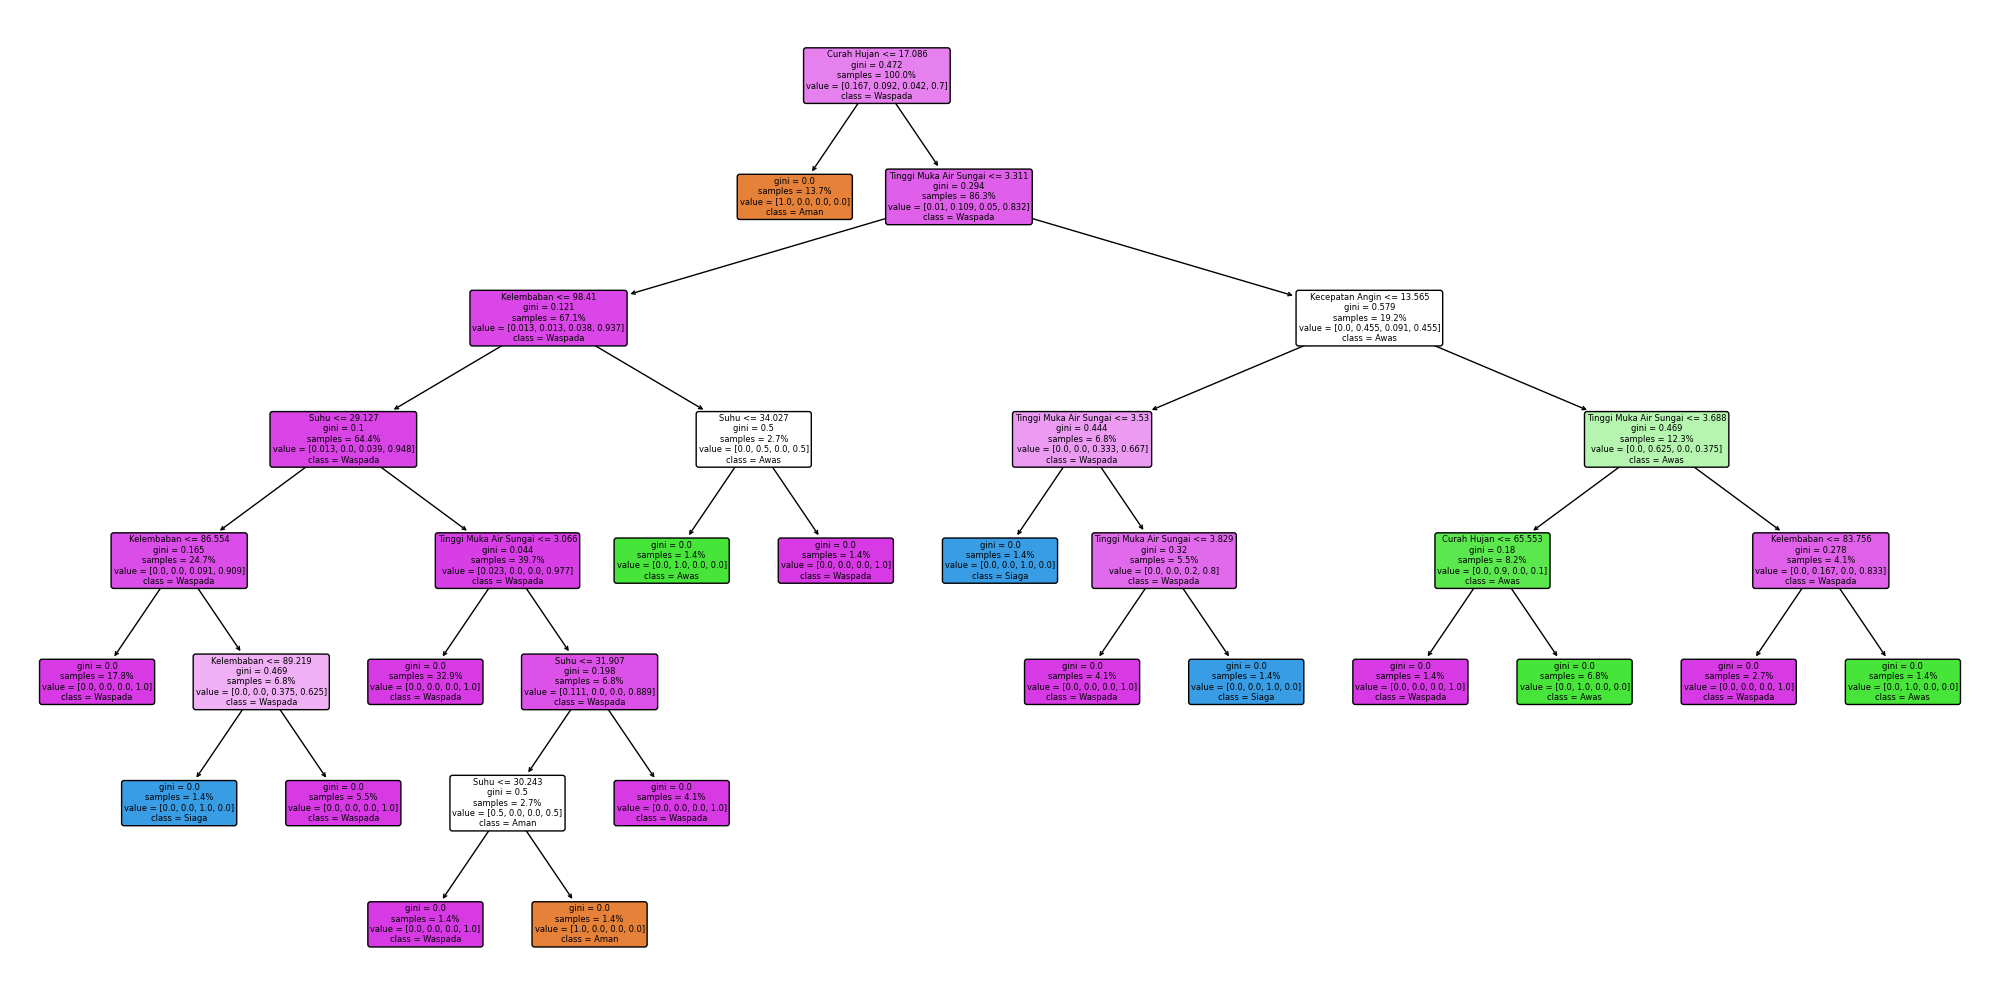 Curah Hujan <= 17.086
gini = 0.472
samples = 100.0%
value = [0.167, 0.092, 0.042, 0.7]
class = Waspada
gini = 0.0
samples = 13.7%
value = [1.0, 0.0, 0.0, 0.0]
class = Aman
Tinggi Muka Air Sungai <= 3.311
gini = 0.294
samples = 86.3%
value = [0.01, 0.109, 0.05, 0.832]
class = Waspada
Kelembaban <= 98.41
gini = 0.121
samples = 67.1%
value = [0.013, 0.013, 0.038, 0.937]
class = Waspada
Kecepatan Angin <= 13.565
gini = 0.579
samples = 19.2%
value = [0.0, 0.455, 0.091, 0.455]
class = Awas
Suhu <= 29.127
gini = 0.1
samples = 64.4%
value = [0.013, 0.0, 0.039, 0.948]
class = Waspada
Suhu <= 34.027
gini = 0.5
samples = 2.7%
value = [0.0, 0.5, 0.0, 0.5]
class = Awas
Tinggi Muka Air Sungai <= 3.53
gini = 0.444
samples = 6.8%
value = [0.0, 0.0, 0.333, 0.667]
class = Waspada
Tinggi Muka Air Sungai <= 3.688
gini = 0.469
samples = 12.3%
value = [0.0, 0.625, 0.0, 0.375]
class = Awas
Kelembaban <= 86.554
gini = 0.165
samples = 24.7%
value = [0.0, 0.0, 0.091, 0.909]
class = Waspada
Tinggi Muka Air Sungai <= 3.066
gini = 0.044
samples = 39.7%
value = [0.023, 0.0, 0.0, 0.977]
class = Waspada
gini = 0.0
samples = 1.4%
value = [0.0, 1.0, 0.0, 0.0]
class = Awas
gini = 0.0
samples = 1.4%
value = [0.0, 0.0, 0.0, 1.0]
class = Waspada
gini = 0.0
samples = 1.4%
value = [0.0, 0.0, 1.0, 0.0]
class = Siaga
Tinggi Muka Air Sungai <= 3.829
gini = 0.32
samples = 5.5%
value = [0.0, 0.0, 0.2, 0.8]
class = Waspada
Curah Hujan <= 65.553
gini = 0.18
samples = 8.2%
value = [0.0, 0.9, 0.0, 0.1]
class = Awas
Kelembaban <= 83.756
gini = 0.278
samples = 4.1%
value = [0.0, 0.167, 0.0, 0.833]
class = Waspada
gini = 0.0
samples = 17.8%
value = [0.0, 0.0, 0.0, 1.0]
class = Waspada
Kelembaban <= 89.219
gini = 0.469
samples = 6.8%
value = [0.0, 0.0, 0.375, 0.625]
class = Waspada
gini = 0.0
samples = 32.9%
value = [0.0, 0.0, 0.0, 1.0]
class = Waspada
Suhu <= 31.907
gini = 0.198
samples = 6.8%
value = [0.111, 0.0, 0.0, 0.889]
class = Waspada
gini = 0.0
samples = 4.1%
value = [0.0, 0.0, 0.0, 1.0]
class = Waspada
gini = 0.0
samples = 1.4%
value = [0.0, 0.0, 1.0, 0.0]
class = Siaga
gini = 0.0
samples = 1.4%
value = [0.0, 0.0, 0.0, 1.0]
class = Waspada
gini = 0.0
samples = 6.8%
value = [0.0, 1.0, 0.0, 0.0]
class = Awas
gini = 0.0
samples = 2.7%
value = [0.0, 0.0, 0.0, 1.0]
class = Waspada
gini = 0.0
samples = 1.4%
value = [0.0, 1.0, 0.0, 0.0]
class = Awas
gini = 0.0
samples = 1.4%
value = [0.0, 0.0, 1.0, 0.0]
class = Siaga
gini = 0.0
samples = 5.5%
value = [0.0, 0.0, 0.0, 1.0]
class = Waspada
Suhu <= 30.243
gini = 0.5
samples = 2.7%
value = [0.5, 0.0, 0.0, 0.5]
class = Aman
gini = 0.0
samples = 4.1%
value = [0.0, 0.0, 0.0, 1.0]
class = Waspada
gini = 0.0
samples = 1.4%
value = [0.0, 0.0, 0.0, 1.0]
class = Waspada
gini = 0.0
samples = 1.4%
value = [1.0, 0.0, 0.0, 0.0]
class = Aman